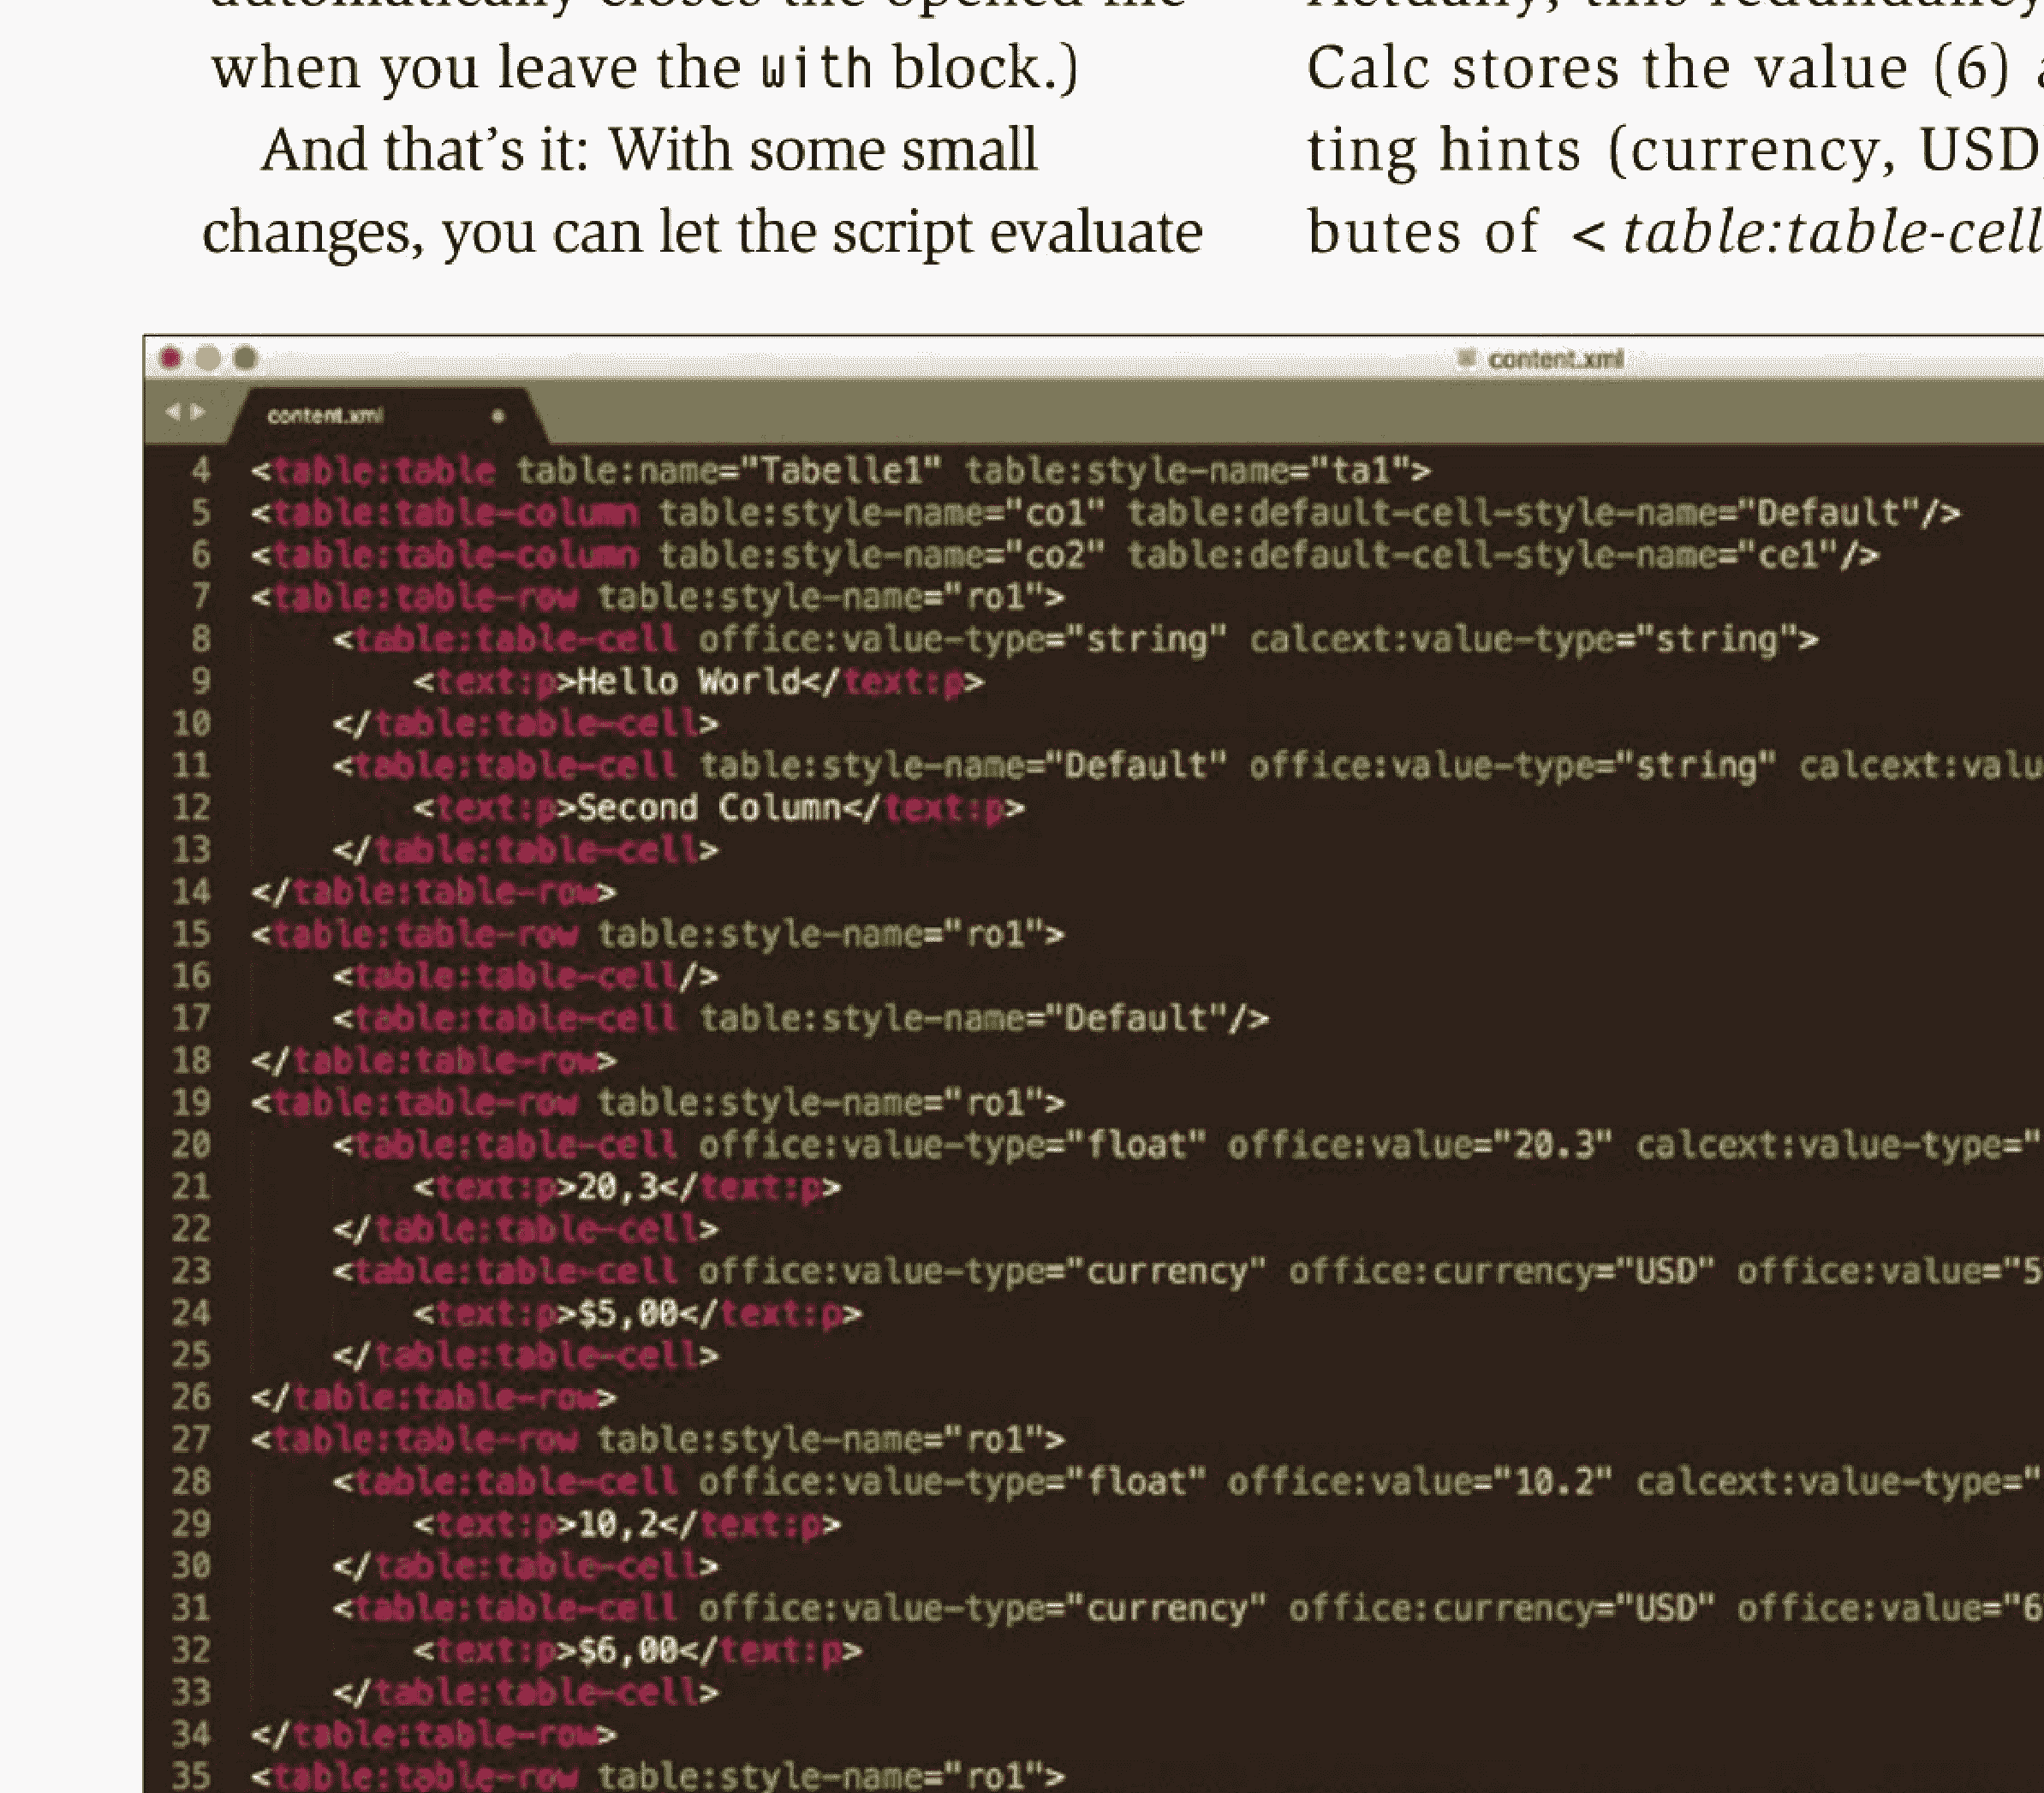 automatically closes the opened file
when you leave the with block.)
And that’s it: With some small
changes, you can let the script evaluate
Actually, this redundancy
Calc stores the value (6)
ting hints (currency, USD,
butes of <table:table-cell
content.xml
content.xml
4 <table:table table:name="Tabelle1" table:style-name="ta1">
5 <table:table-column table:style-name="co1" table:default-cell-style-name="Default"/>
6 <table:table-column table:style-name="co2" table:default-cell-style-name="ce1"/>
7 <table:table-row table:style-name="ro1">
8 <table:table-cell office:value-type="string" calcext:value-type="string">
9 <text:p>Hello World</text:p>
10 </table:table-cell>
11 <table:table-cell table:style-name="Default" office:value-type="string" calcext:valu
12 <text:p>Second Column</text:p>
13 </table:table-cell>
14 </table:table-row>
15 <table:table-row table:style-name="ro1">
16 <table:table-cell/>
17 <table:table-cell table:style-name="Default"/>
18 </table:table-row>
19 <table:table-row table:style-name="ro1">
20 <table:table-cell office:value-type="float" office:value="20.3" calcext:value-type="
21 <text:p>20,3</text:p>
22 </table:table-cell>
23 <table:table-cell office:value-type="currency" office:currency="USD" office:value="5
24 <text:p>$5,00</text:p>
25 </table:table-cell>
26 </table:table-row>
27 <table:table-row table:style-name="ro1">
28 <table:table-cell office:value-type="float" office:value="10.2" calcext:value-type="
29 <text:p>10,2</text:p>
30 </table:table-cell>
31 <table:table-cell office:value-type="currency" office:currency="USD" office:value="6
32 <text:p>$6,00</text:p>
33 </table:table-cell>
34 </table:table-row>
35 <table:table-row table:style-name="ro1">